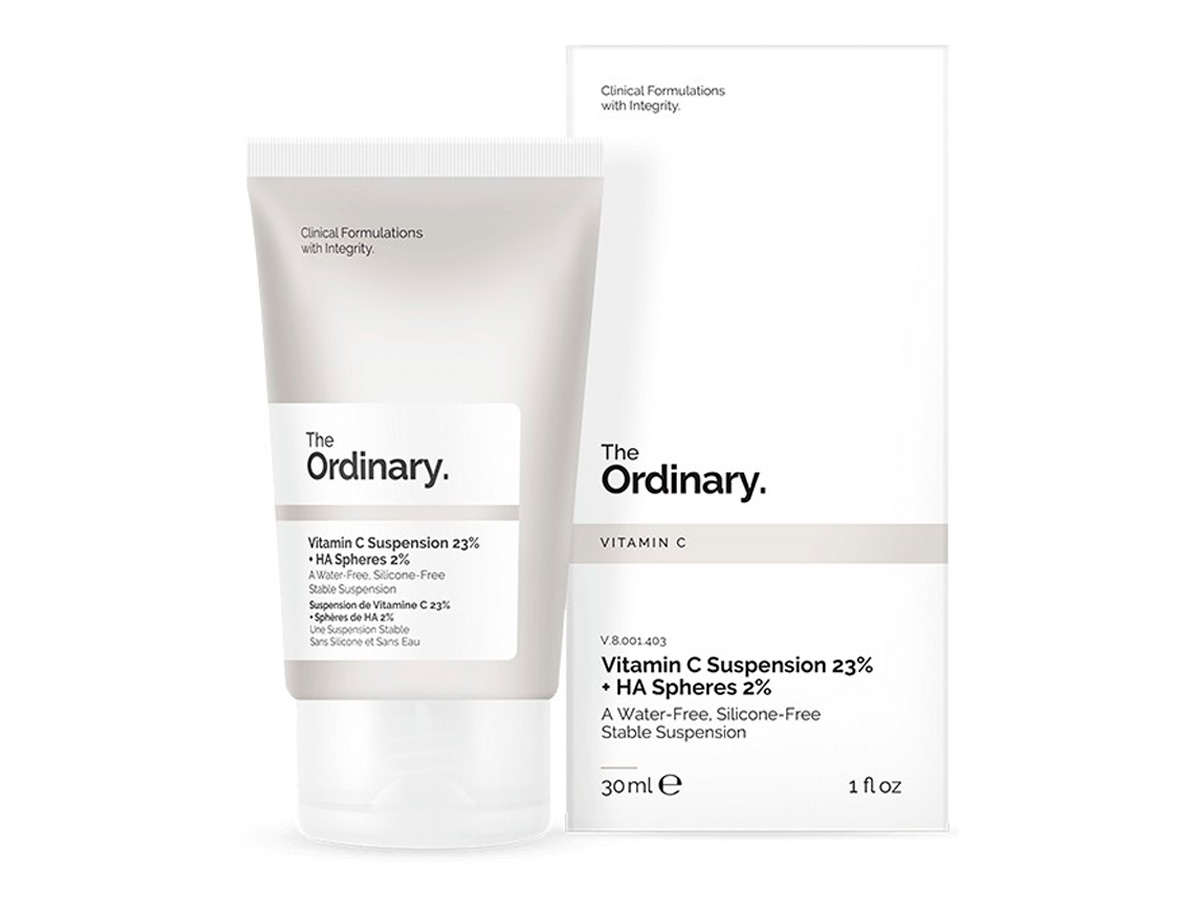 Clinical Formulations
with Integrity.
The
Ordinary.
Vitamin C Suspension 23%
+ HA Spheres 2%
A Water-Free, Silicone-Free
Stable Suspension
Suspension de Vitamine C 23%
+ Sphères de HA 2%
Une Suspension Stable
Sans Silicone et Sans Eau
Clinical Formulations
with Integrity.
The
Ordinary.
VITAMIN C
V.8.001.403
Vitamin C Suspension 23%
+ HA Spheres 2%
A Water-Free, Silicone-Free
Stable Suspension
30 ml ℮ 1 fl oz